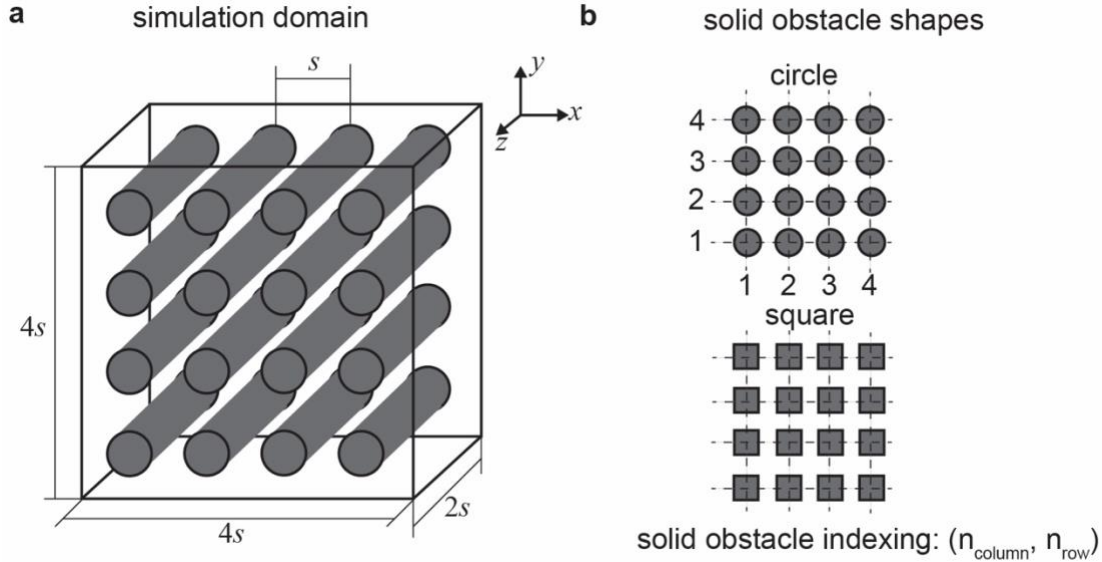 a
simulation domain
s
y
x
z
4s
4s
2s
b
solid obstacle shapes
circle
4
3
2
1
1 2 3 4
square
solid obstacle indexing: (n_column, n_row)